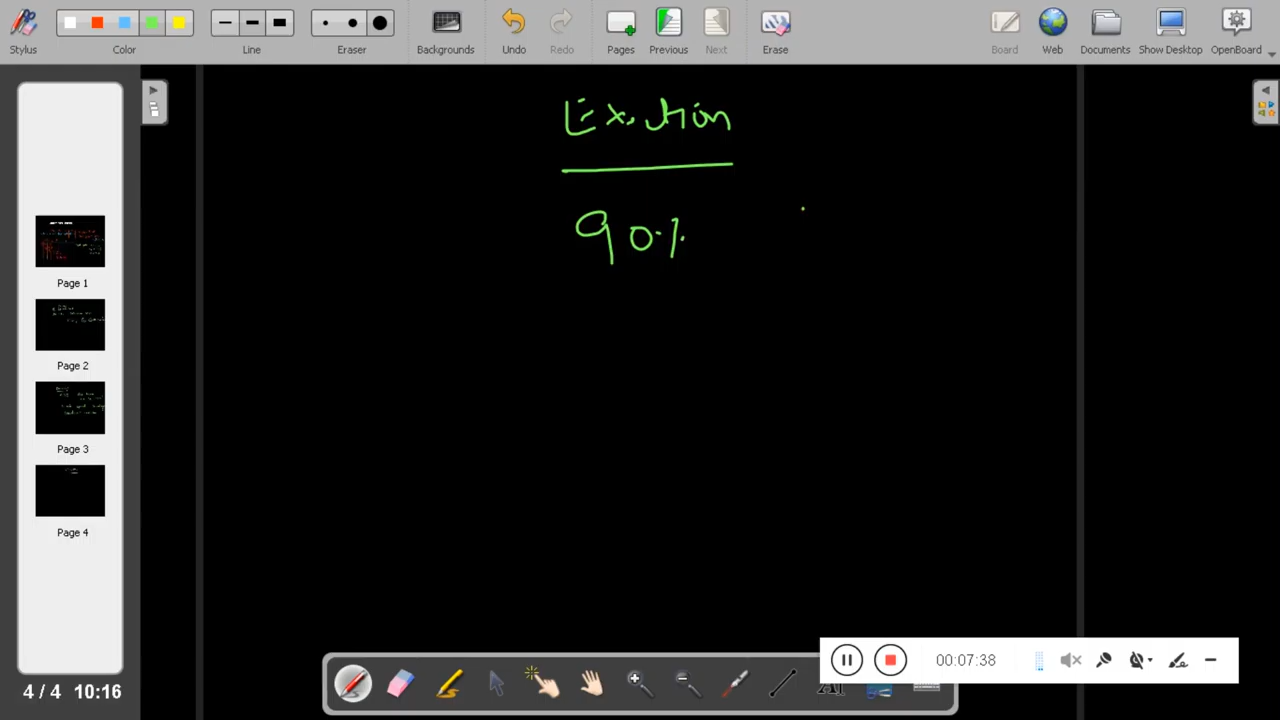 Stylus
Color
Line
Eraser
Backgrounds
Undo
Redo
Pages
Previous
Next
Erase
Board
Web
Documents
Show Desktop
OpenBoard
90%
Page 1
Page 2
Page 3
Page 4
4 / 4 10:16
00:07:38